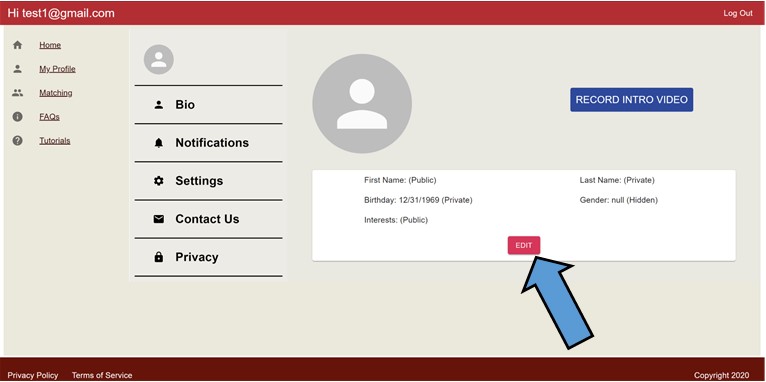 Hi test1@gmail.com
Log Out
Home
My Profile
Matching
FAQs
Tutorials
Bio
Notifications
Settings
Contact Us
Privacy
RECORD INTRO VIDEO
First Name: (Public)
Last Name: (Private)
Birthday: 12/31/1969 (Private)
Gender: null (Hidden)
Interests: (Public)
EDIT
Privacy Policy
Terms of Service
Copyright 2020